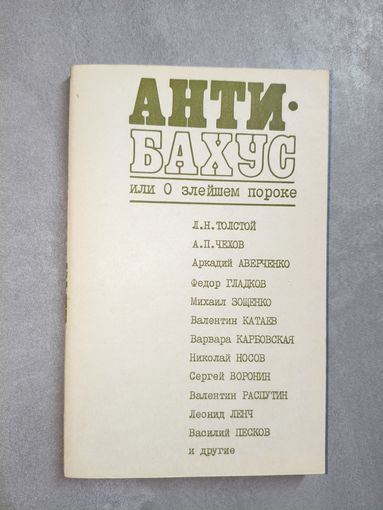 АНТИ·
БАХУС
или О злейшем пороке
Л.Н.ТОЛСТОЙ
А.П.ЧЕХОВ
Аркадий АВЕРЧЕНКО
Федор ГЛАДКОВ
Михаил ЗОЩЕНКО
Валентин КАТАЕВ
Варвара КАРБОВСКАЯ
Николай НОСОВ
Сергей ВОРОНИН
Валентин РАСПУТИН
Леонид ЛЕНЧ
Василий ПЕСКОВ
и другие